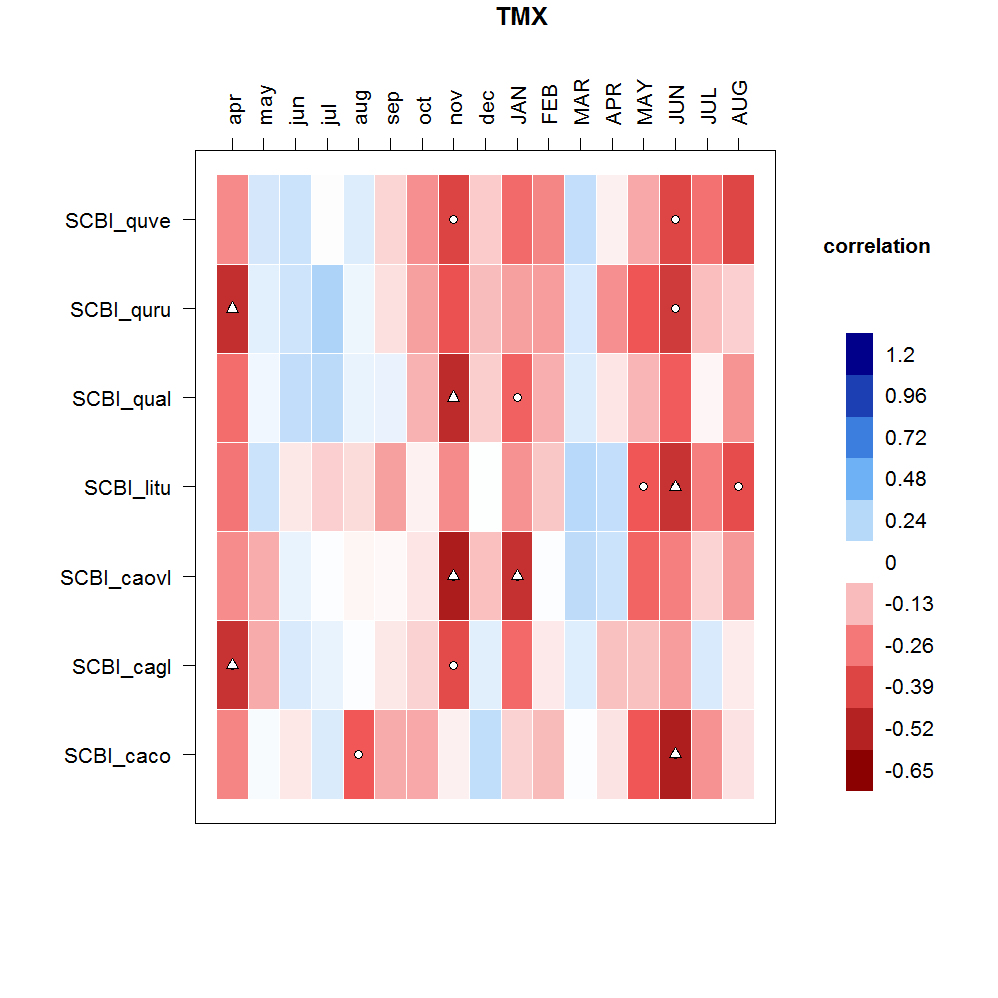 TMX
apr may jun jul aug sep oct nov dec JAN FEB MAR APR MAY JUN JUL AUG
SCBI_quve
SCBI_quru
SCBI_qual
SCBI_litu
SCBI_caovl
SCBI_cagl
SCBI_caco
correlation
1.2
0.96
0.72
0.48
0.24
0
-0.13
-0.26
-0.39
-0.52
-0.65